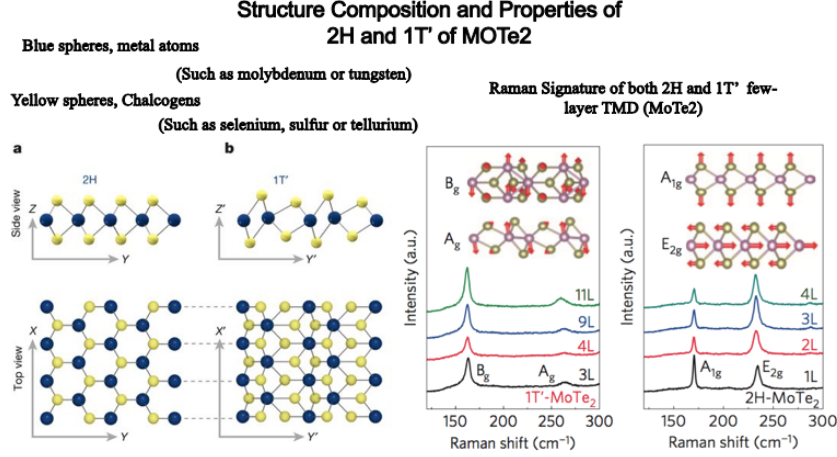 Structure Composition and Properties of
2H and 1T' of MOTe2
Blue spheres, metal atoms
(Such as molybdenum or tungsten)
Yellow spheres, Chalcogens
(Such as selenium, sulfur or tellurium)
Raman Signature of both 2H and 1T' few-
layer TMD (MoTe2)
a
2H
b
1T'
Side view
Z
Y
Z'
Y'
Top view
X
Y
X'
Y'
Intensity (a.u.)
Bg
Ag
11L
9L
4L
3L
Bg
Ag
1T'-MoTe₂
150 200 250 300
Raman shift (cm⁻¹)
Intensity (a.u.)
A1g
E2g
4L
3L
2L
1L
A1g
E2g
2H-MoTe₂
150 200 250 300
Raman shift (cm⁻¹)